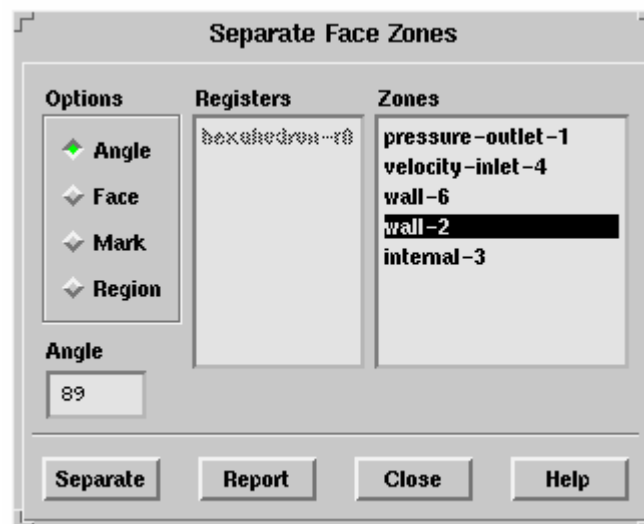 Separate Face Zones
Options
Angle
Face
Mark
Region
Angle
89
Registers
hexahedron-r0
Zones
pressure-outlet-1
velocity-inlet-4
wall-6
wall-2
internal-3
Separate
Report
Close
Help